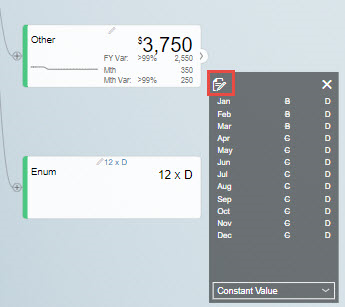 Other
$3,750
FY Var. >99% 2,550
Mth 350
Mth Var. >99% 250
Jan B D
Feb B D
Mar B D
Apr C D
May C D
Jun C D
Jul C D
Aug C D
Sep C D
Oct C D
Nov C D
Dec C D
Constant Value
12 x D
Enum
12 x D